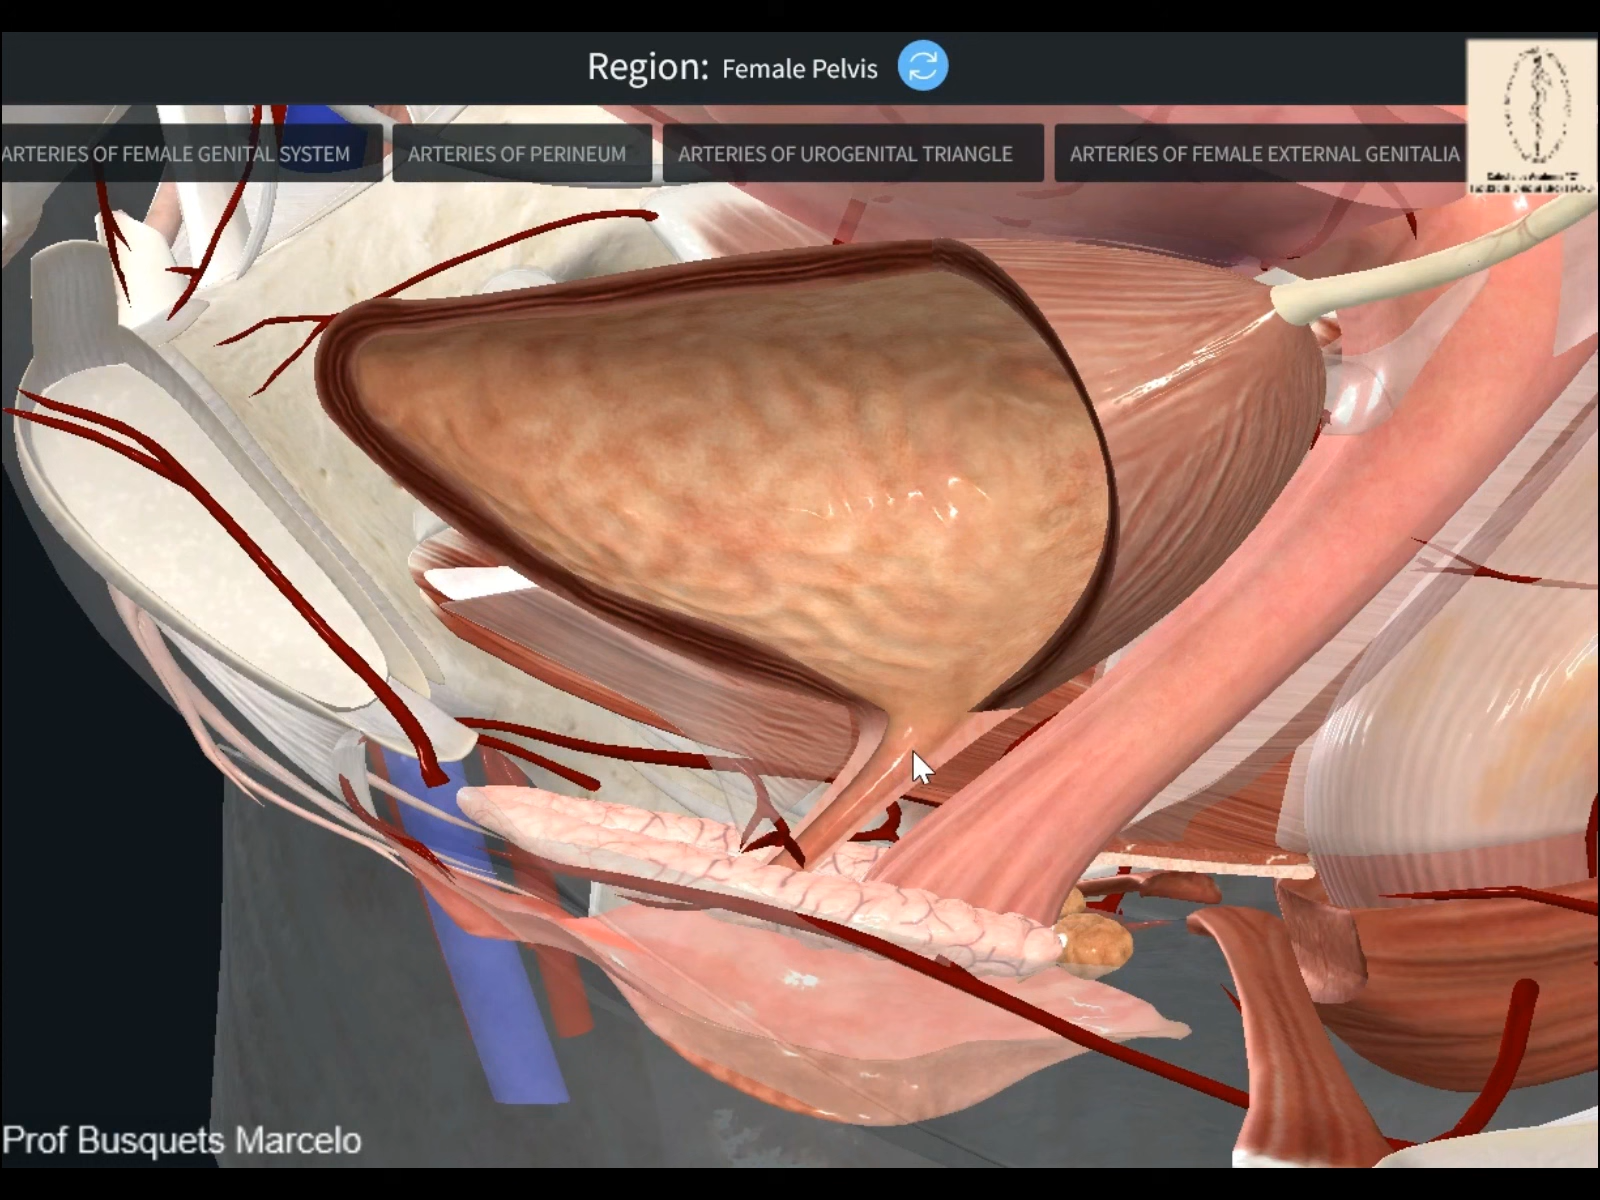 Region: Female Pelvis
ARTERIES OF FEMALE GENITAL SYSTEM
ARTERIES OF PERINEUM
ARTERIES OF UROGENITAL TRIANGLE
ARTERIES OF FEMALE EXTERNAL GENITALIA
Prof Busquets Marcelo